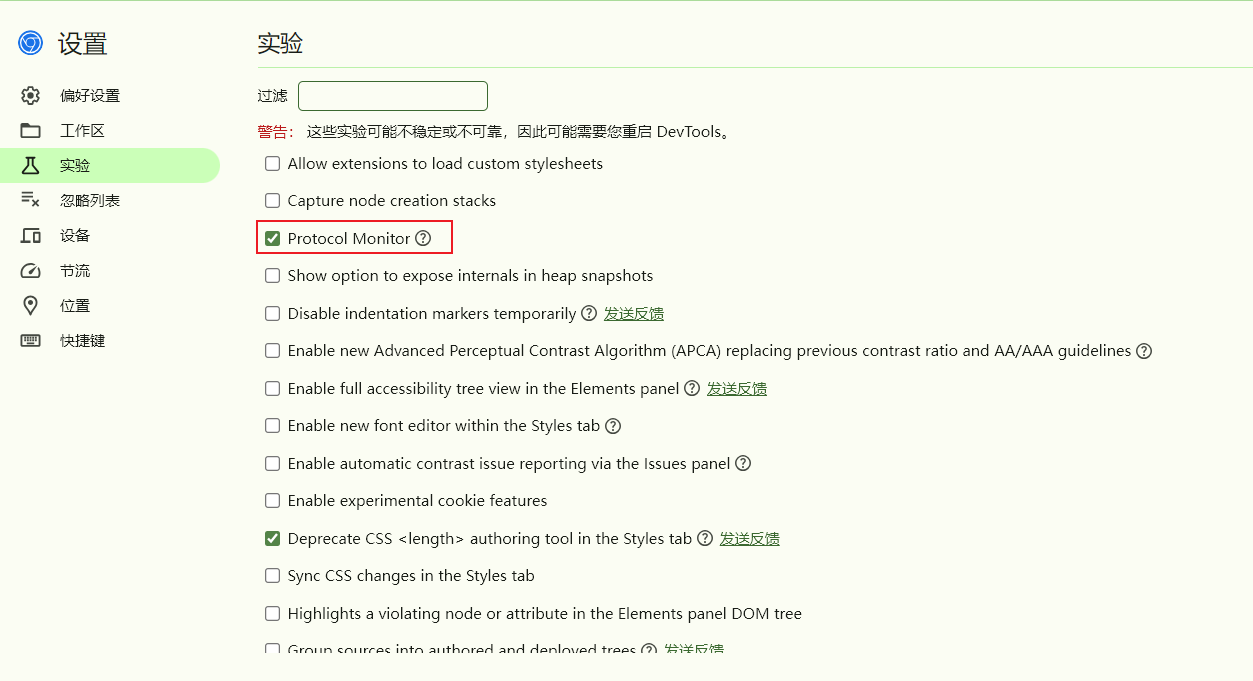 设置
偏好设置
工作区
实验
忽略列表
设备
节流
位置
快捷键
实验
过滤
警告： 这些实验可能不稳定或不可靠，因此可能需要您重启 DevTools。
Allow extensions to load custom stylesheets
Capture node creation stacks
Protocol Monitor
Show option to expose internals in heap snapshots
Disable indentation markers temporarily 发送反馈
Enable new Advanced Perceptual Contrast Algorithm (APCA) replacing previous contrast ratio and AA/AAA guidelines
Enable full accessibility tree view in the Elements panel 发送反馈
Enable new font editor within the Styles tab
Enable automatic contrast issue reporting via the Issues panel
Enable experimental cookie features
Deprecate CSS <length> authoring tool in the Styles tab 发送反馈
Sync CSS changes in the Styles tab
Highlights a violating node or attribute in the Elements panel DOM tree
Group sources into authored and deployed trees 发送反馈